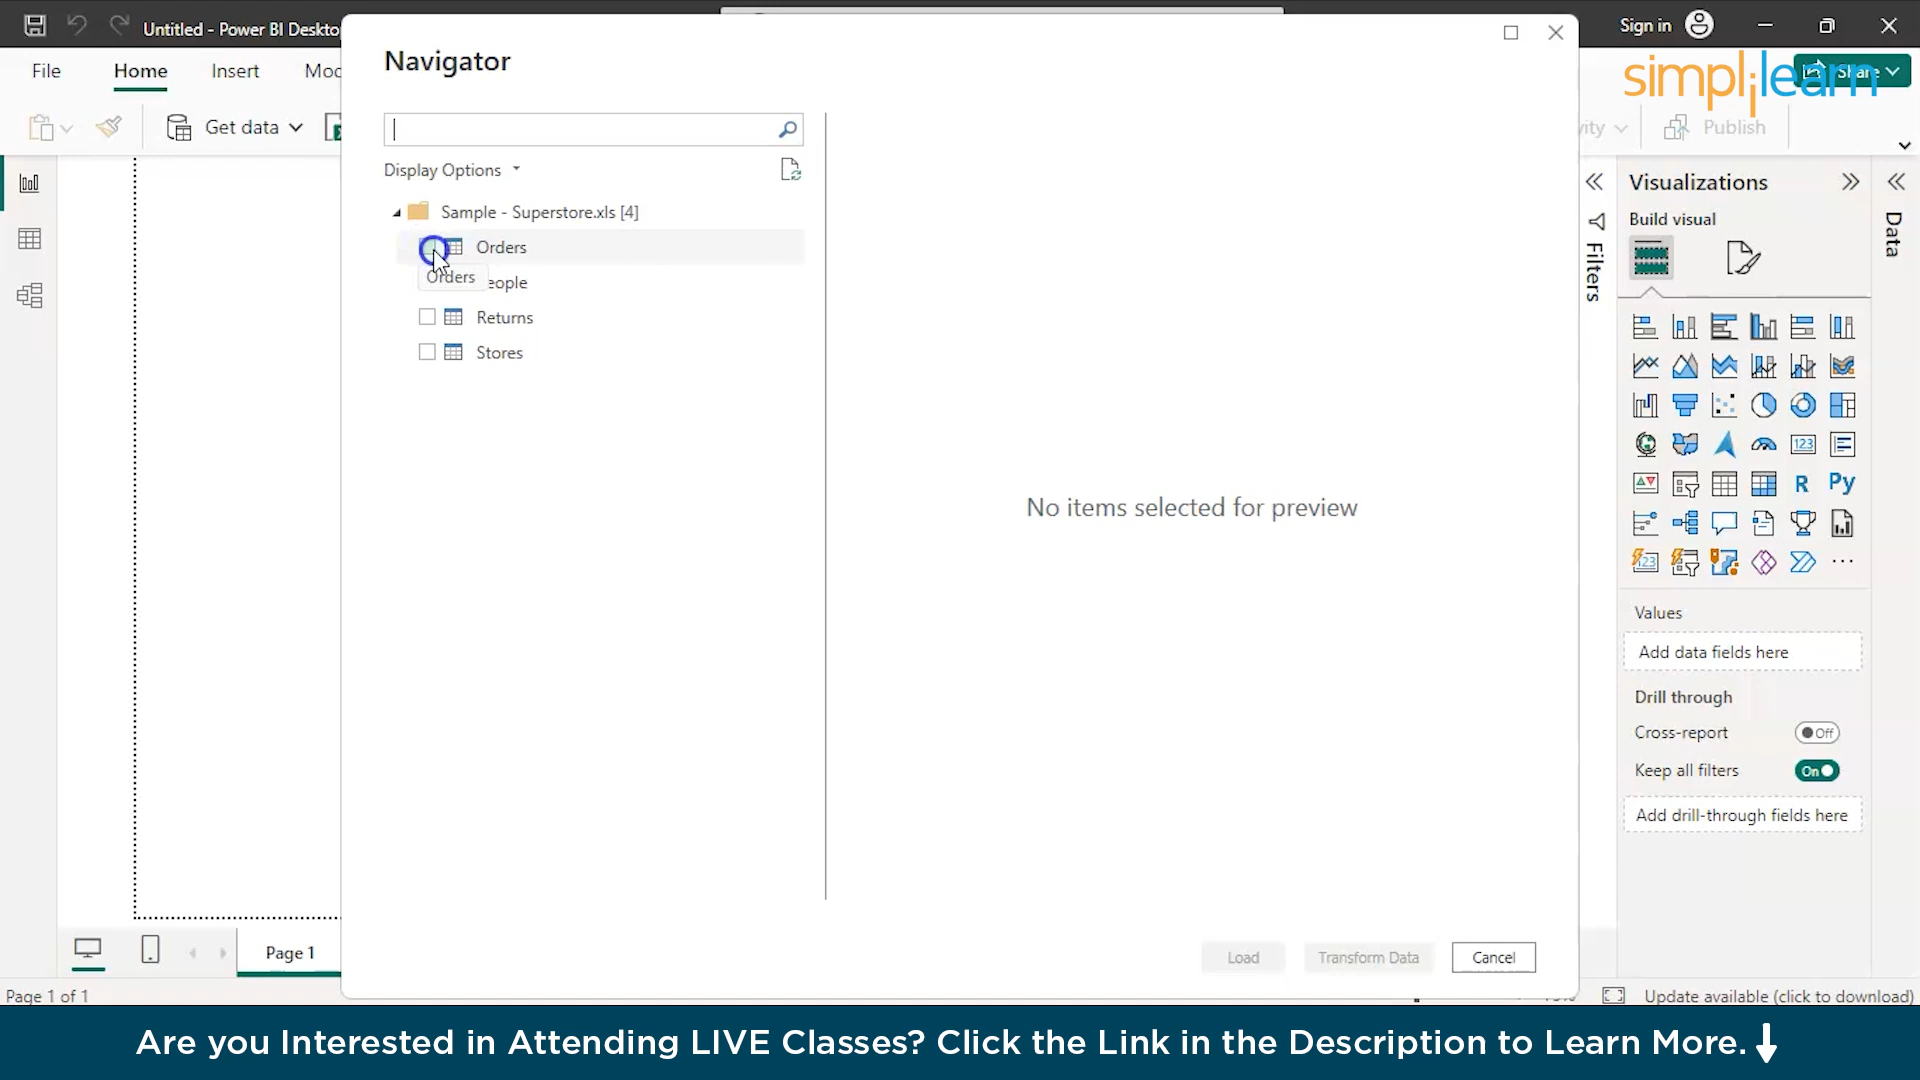 Untitled - Power BI Deskto
Sign in
File
Home
Insert
Get data
Share
simplilearn
Publish
Navigator
Display Options
Sample - Superstore.xls [4]
Orders
Orders
eople
Returns
Stores
No items selected for preview
Load
Transform Data
Cancel
Filters
Visualizations
Build visual
Data
123
R
Py
123
Values
Add data fields here
Drill through
Cross-report
Off
Keep all filters
On
Add drill-through fields here
Page 1
Page 1 of 1
Update available (click to download)
Are you Interested in Attending LIVE Classes? Click the Link in the Description to Learn More.